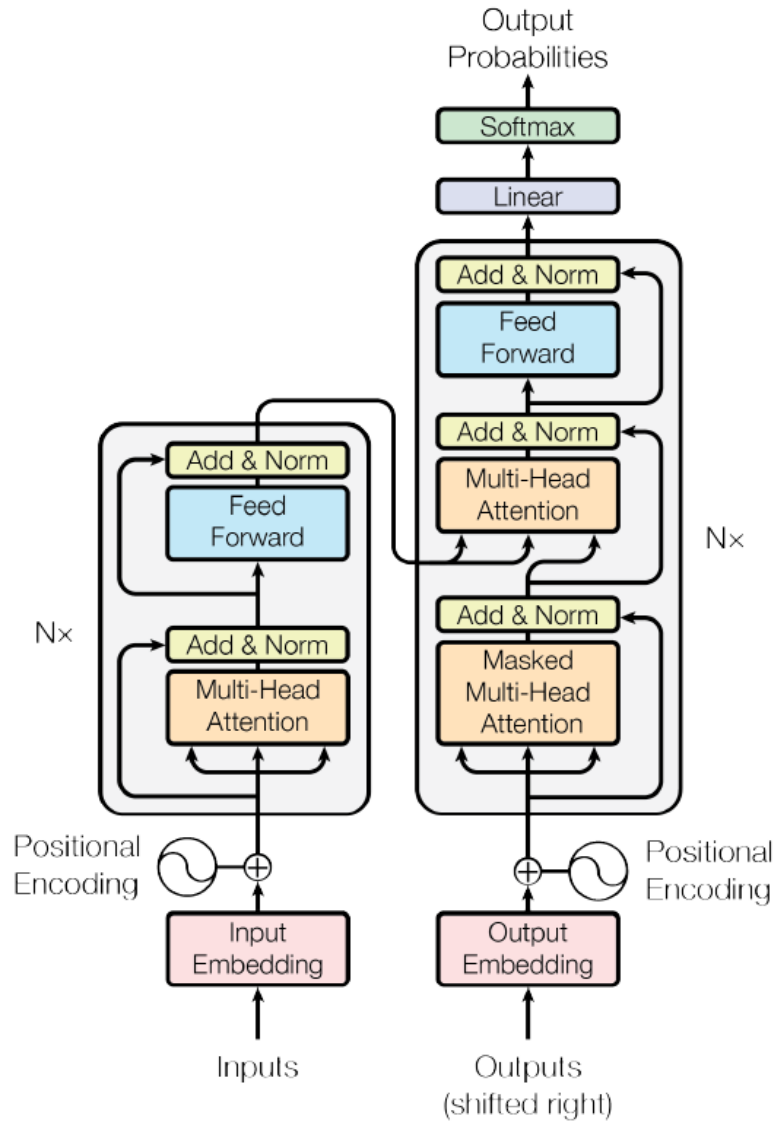 Output
Probabilities
Softmax
Linear
Add & Norm
Feed
Forward
Add & Norm
Multi-Head
Attention
Add & Norm
Masked
Multi-Head
Attention
Nx
Add & Norm
Feed
Forward
Add & Norm
Multi-Head
Attention
Nx
Positional
Encoding
Input
Embedding
Inputs
Positional
Encoding
Output
Embedding
Outputs
(shifted right)